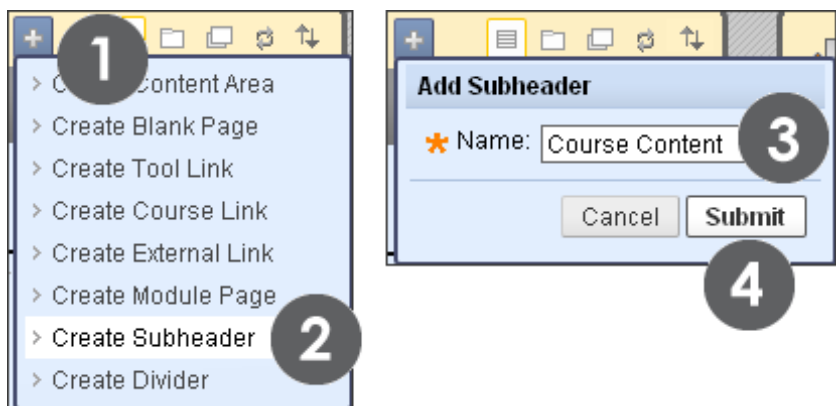 1
Content Area
> Create Blank Page
> Create Tool Link
> Create Course Link
> Create External Link
> Create Module Page
> Create Subheader
2
> Create Divider
Add Subheader
* Name: Course Content
3
Cancel Submit
4